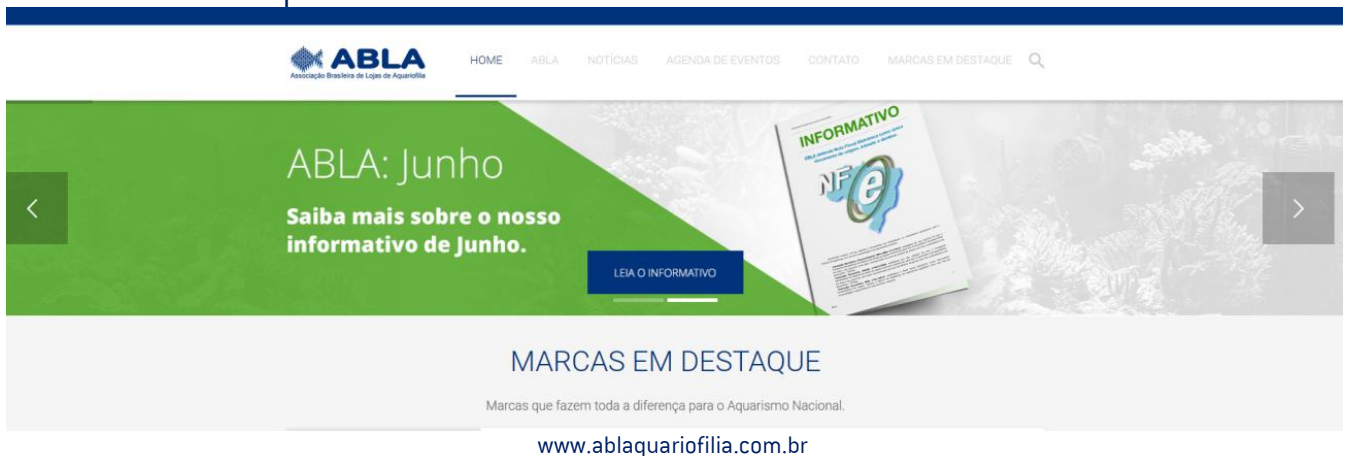 ABLA
Associação Brasileira de Lojas de Aquariofilia
HOME ABLA NOTÍCIAS AGENDA DE EVENTOS CONTATO MARCAS EM DESTAQUE
ABLA: Junho
Saiba mais sobre o nosso
informativo de Junho.
LEIA O INFORMATIVO
INFORMATIVO
NF e
MARCAS EM DESTAQUE
Marcas que fazem toda a diferença para o Aquarismo Nacional.
www.ablaquariofilia.com.br